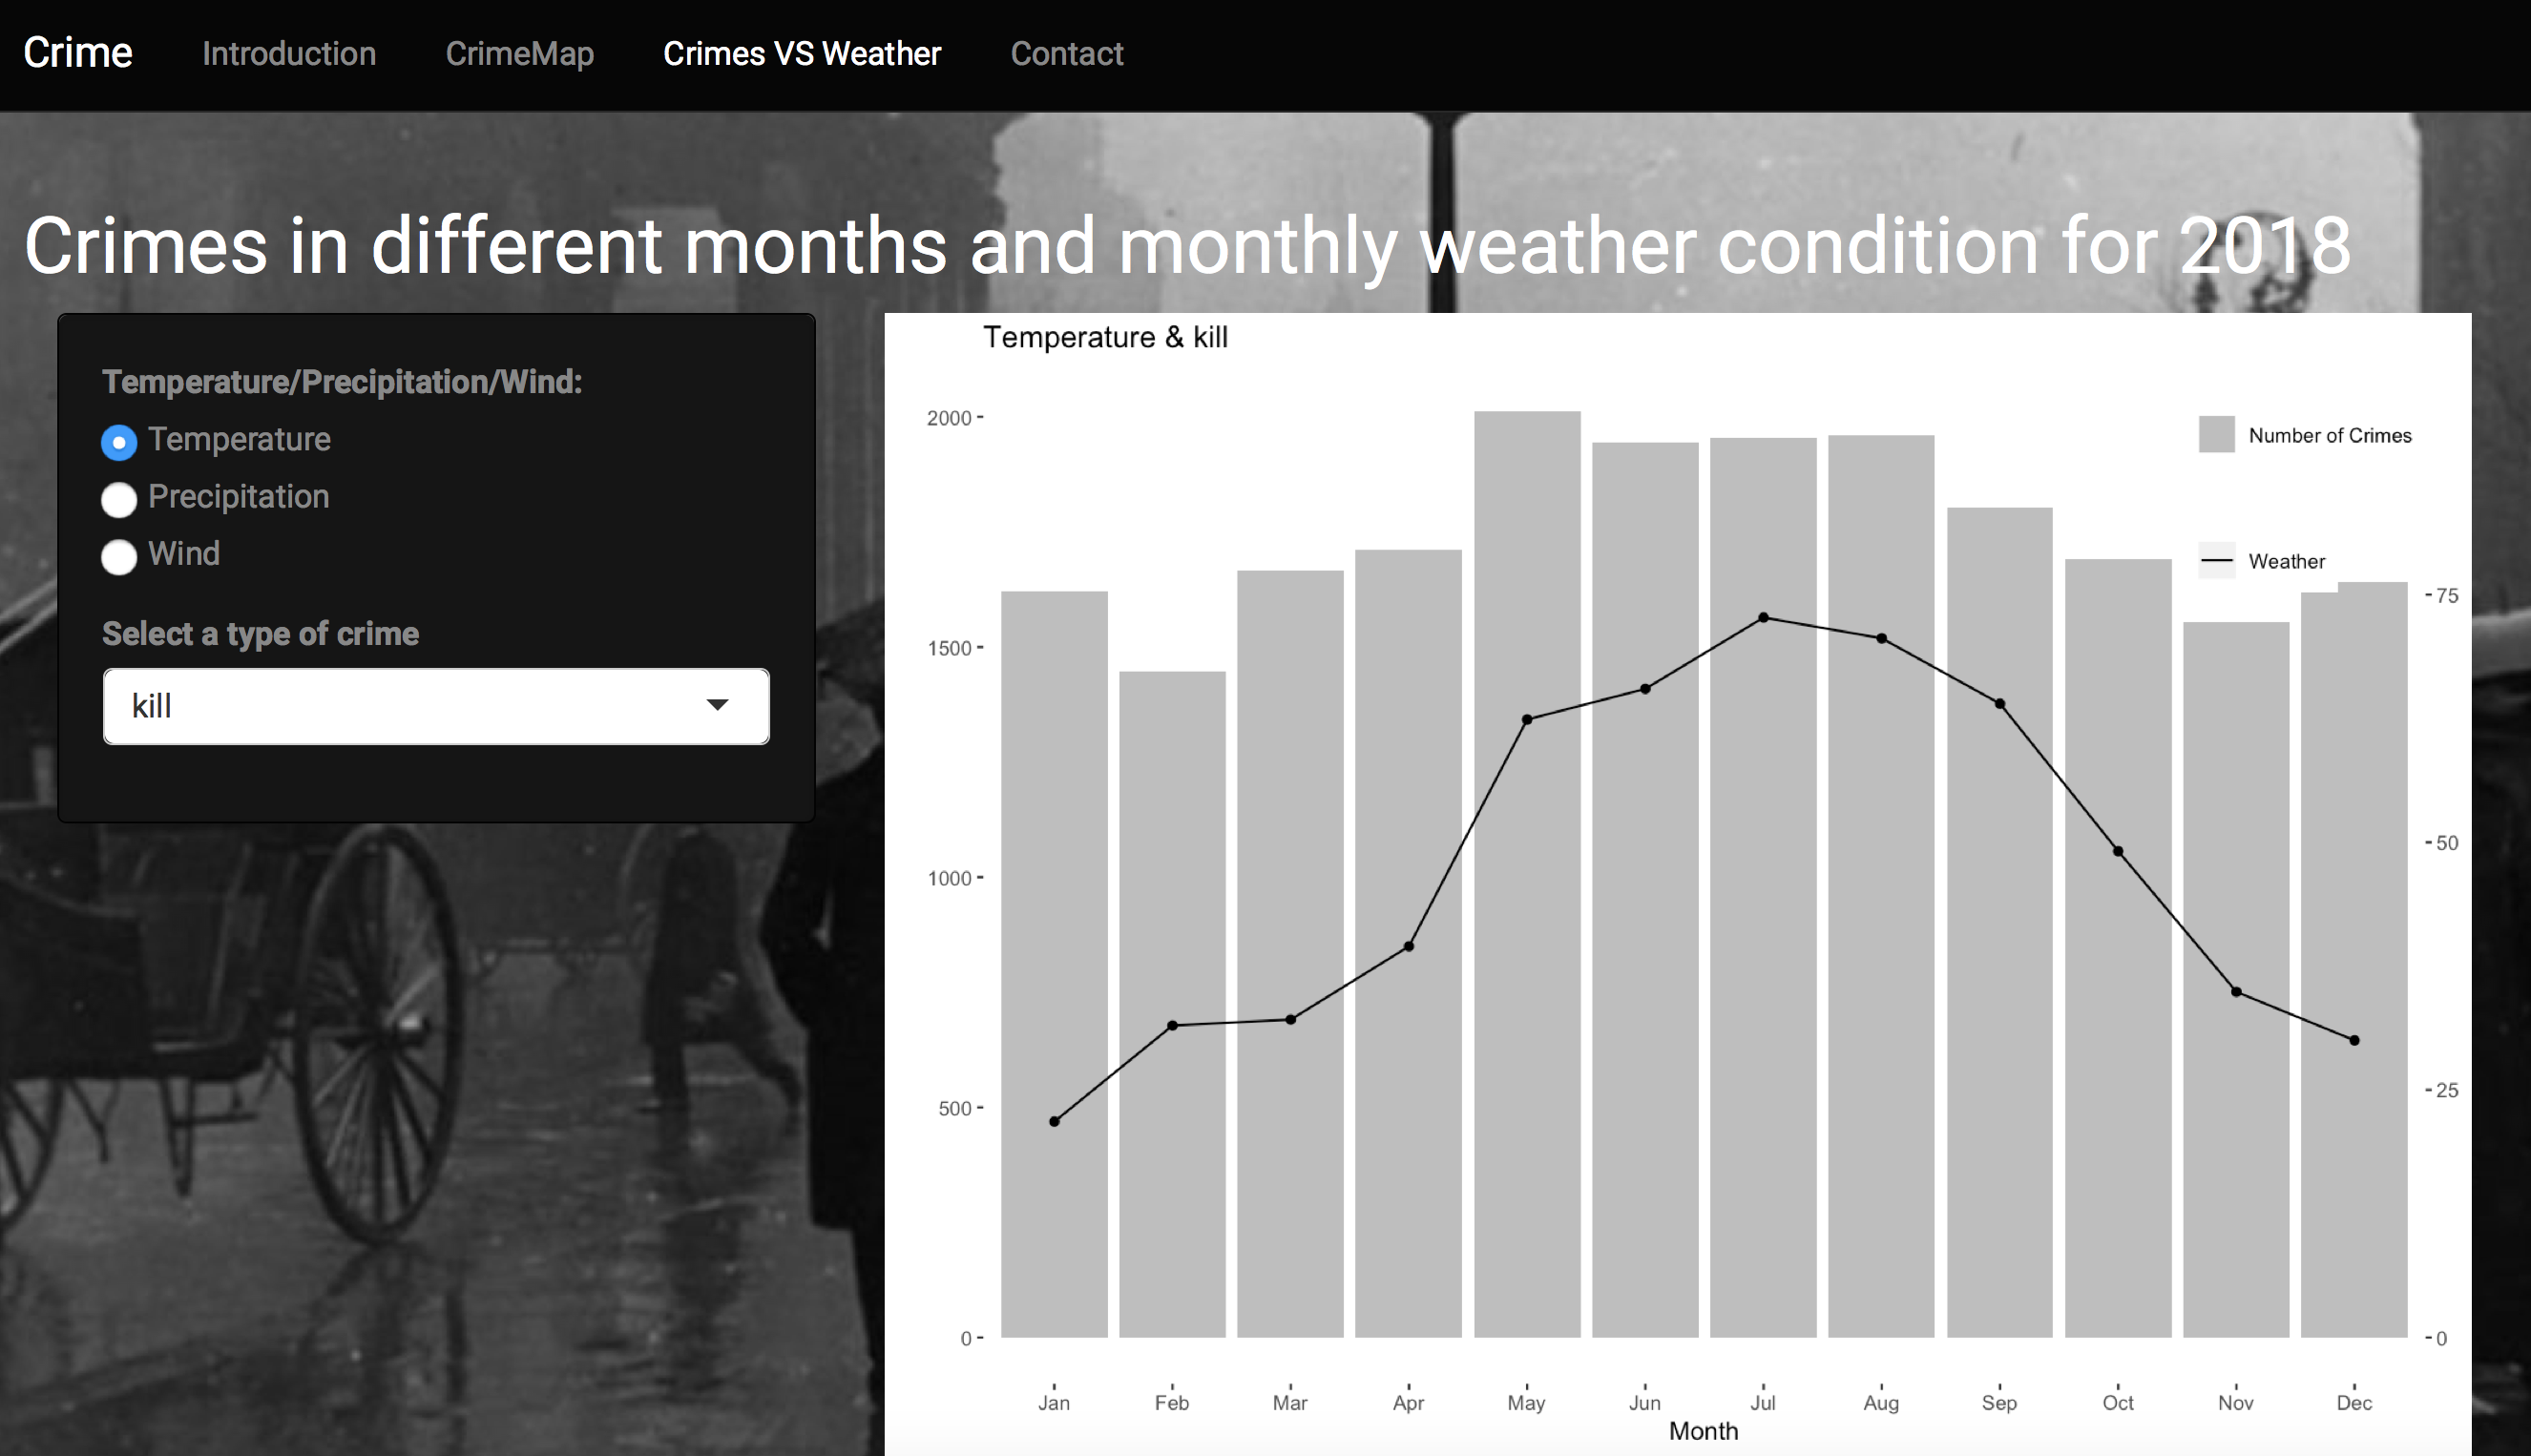 Crime Introduction CrimeMap Crimes VS Weather Contact
Crimes in different months and monthly weather condition for 2018
Temperature/Precipitation/Wind:
Temperature
Precipitation
Wind
Select a type of crime
kill
Temperature & kill
2000
1500
1000
500
0
Number of Crimes
Weather
75
50
25
0
Jan Feb Mar Apr May Jun Jul Aug Sep Oct Nov Dec
Month